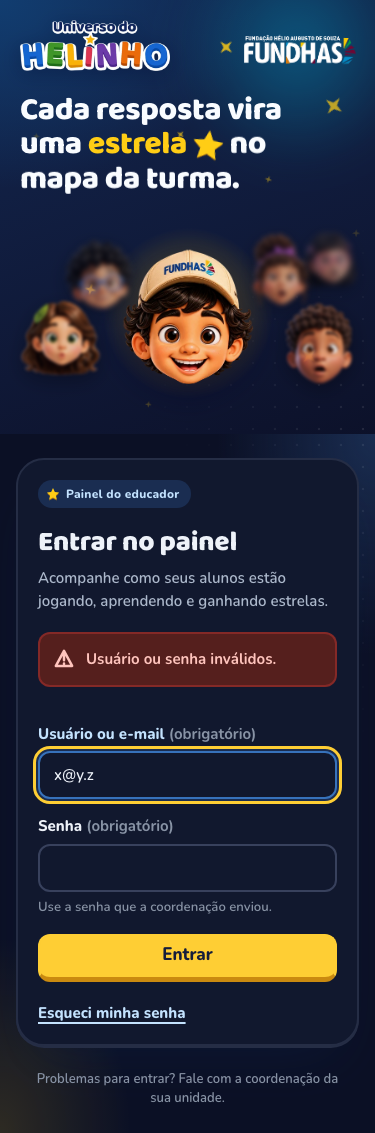 Universo do
HELINHO
FUNDAÇÃO HÉLIO AUGUSTO DE SOUZA
FUNDHAS
Cada resposta vira
uma estrela ⭐ no
mapa da turma.
FUNDHAS
Painel do educador
Entrar no painel
Acompanhe como seus alunos estão
jogando, aprendendo e ganhando estrelas.
Usuário ou senha inválidos.
Usuário ou e-mail (obrigatório)
x@y.z
Senha (obrigatório)
Use a senha que a coordenação enviou.
Entrar
Esqueci minha senha
Problemas para entrar? Fale com a coordenação da
sua unidade.